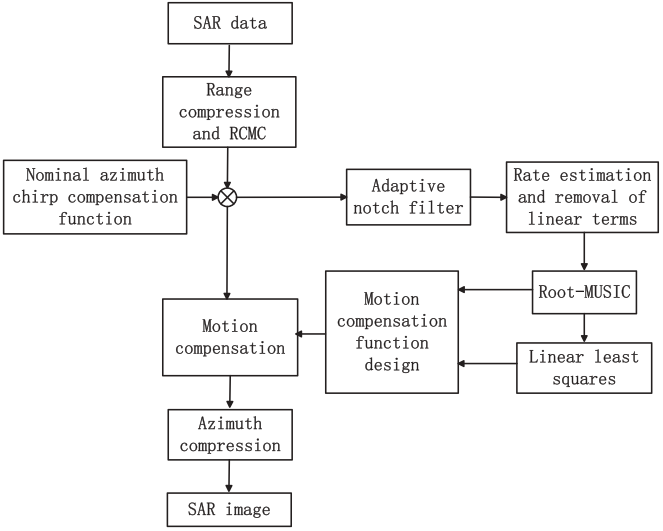 SAR data
Range
compression
and RCMC
Nominal azimuth
chirp compensation
function
Adaptive
notch filter
Rate estimation
and removal of
linear terms
Root-MUSIC
Motion
compensation
function
design
Motion
compensation
Linear least
squares
Azimuth
compression
SAR image